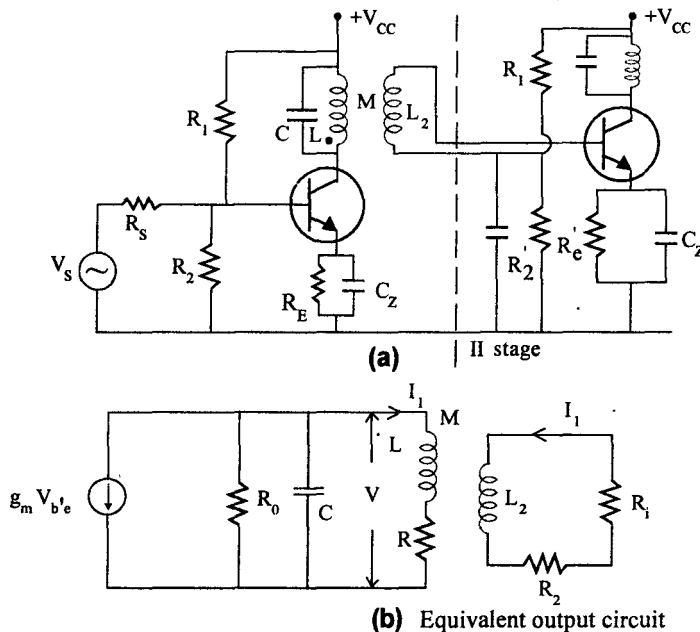 +V_CC
+V_CC
R_1
C
L
M
L_2
R_1
R_S
V_S
R_2
R_E
C_Z
R_2'
R_e'
C_Z
(a)
II stage
I_1
M
L
I_1
g_m V_b'e
R_0
C
V
R
L_2
R_i
R_2
(b) Equivalent output circuit